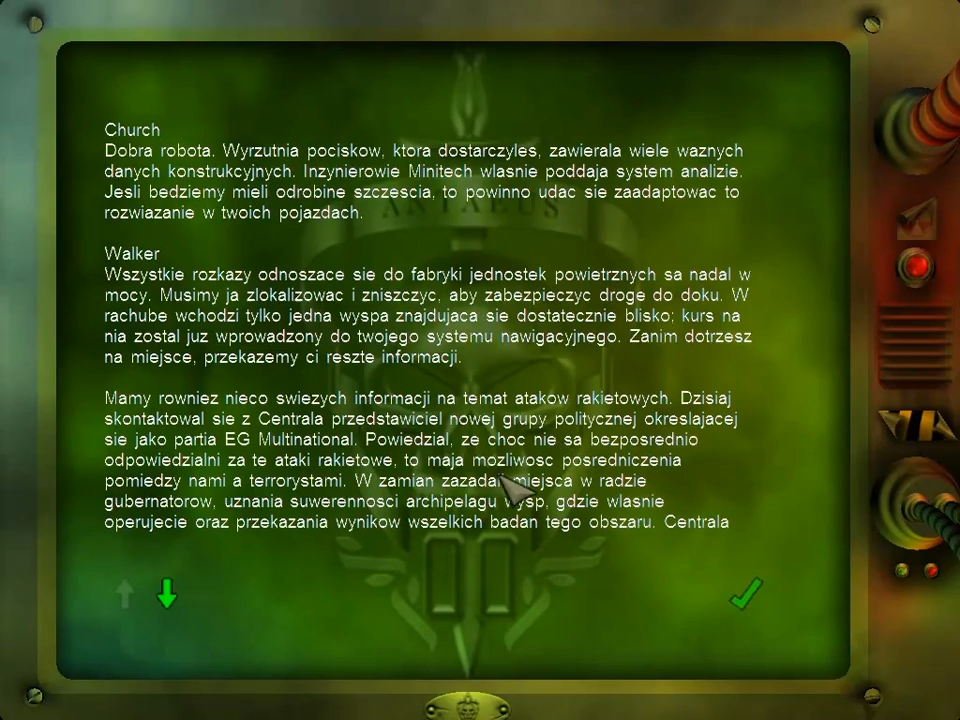 Church
Dobra robota. Wyrzutnia pociskow, ktora dostarczyles, zawierala wiele waznych
danych konstrukcyjnych. Inzynierowie Minitech wlasnie poddaja system analizie.
Jesli bedziemy mieli odrobine szczescia, to powinno udac sie zaadaptowac to
rozwiazanie w twoich pojazdach.
ANTAEUS
Walker
Wszystkie rozkazy odnoszace sie do fabryki jednostek powietrznych sa nadal w
mocy. Musimy ja zlokalizowac i zniszczyc, aby zabezpieczyc droge do doku. W
rachube wchodzi tylko jedna wyspa znajdujaca sie dostatecznie blisko; kurs na
nia zostal juz wprowadzony do twojego systemu nawigacyjnego. Zanim dotrzesz
na miejsce, przekazemy ci reszte informacji.
Mamy rowniez nieco swiezych informacji na temat atakow rakietowych. Dzisiaj
skontaktowal sie z Centrala przedstawiciel nowej grupy politycznej okreslajacej
sie jako partia EG Multinational. Powiedzial, ze choc nie sa bezposrednio
odpowiedzialni za te ataki rakietowe, to maja mozliwosc posredniczenia
pomiedzy nami a terrorystami. W zamian zazadali miejsca w radzie
gubernatorow, uznania suwerennosci archipelagu wysp, gdzie wlasnie
operujecie oraz przekazania wynikow wszelkich badan tego obszaru. Centrala